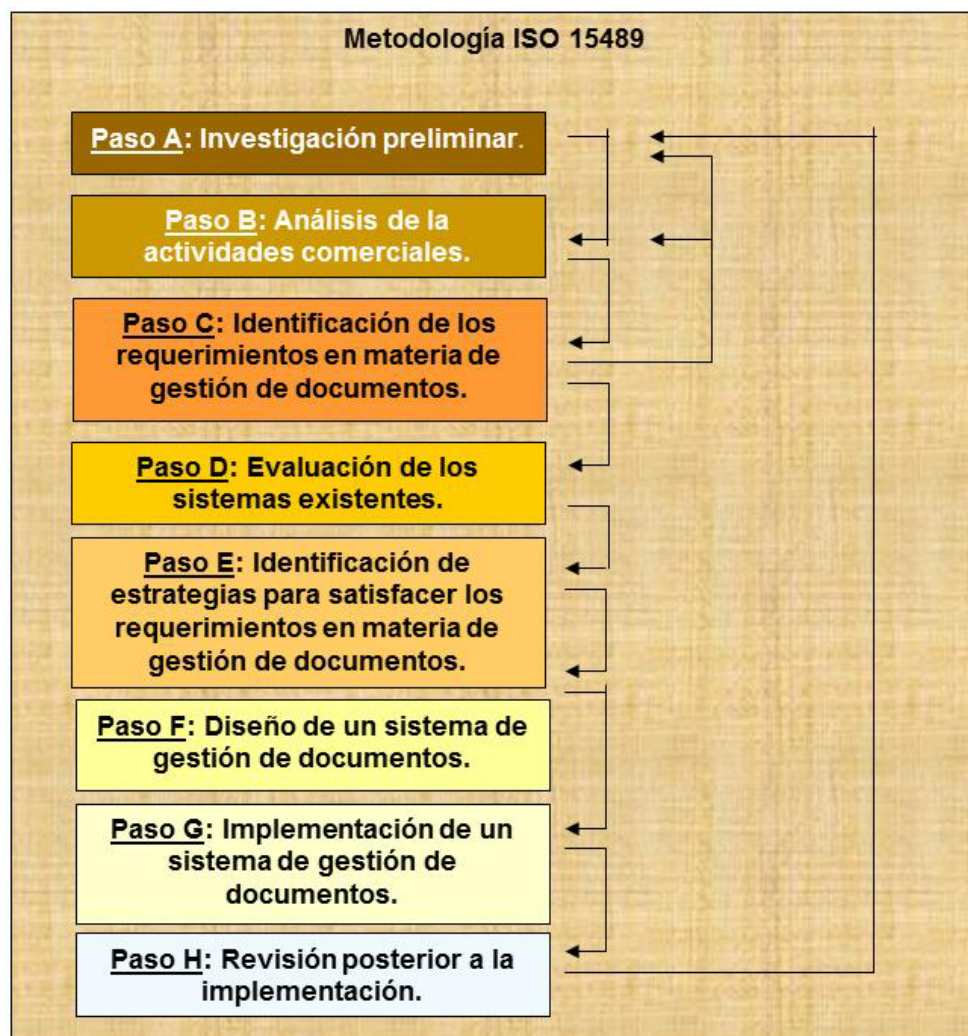 Metodología ISO 15489
Paso A: Investigación preliminar.
Paso B: Análisis de la
actividades comerciales.
Paso C: Identificación de los
requerimientos en materia de
gestión de documentos.
Paso D: Evaluación de los
sistemas existentes.
Paso E: Identificación de
estrategias para satisfacer los
requerimientos en materia de
gestión de documentos.
Paso F: Diseño de un sistema de
gestión de documentos.
Paso G: Implementación de un
sistema de gestión de
documentos.
Paso H: Revisión posterior a la
implementación.